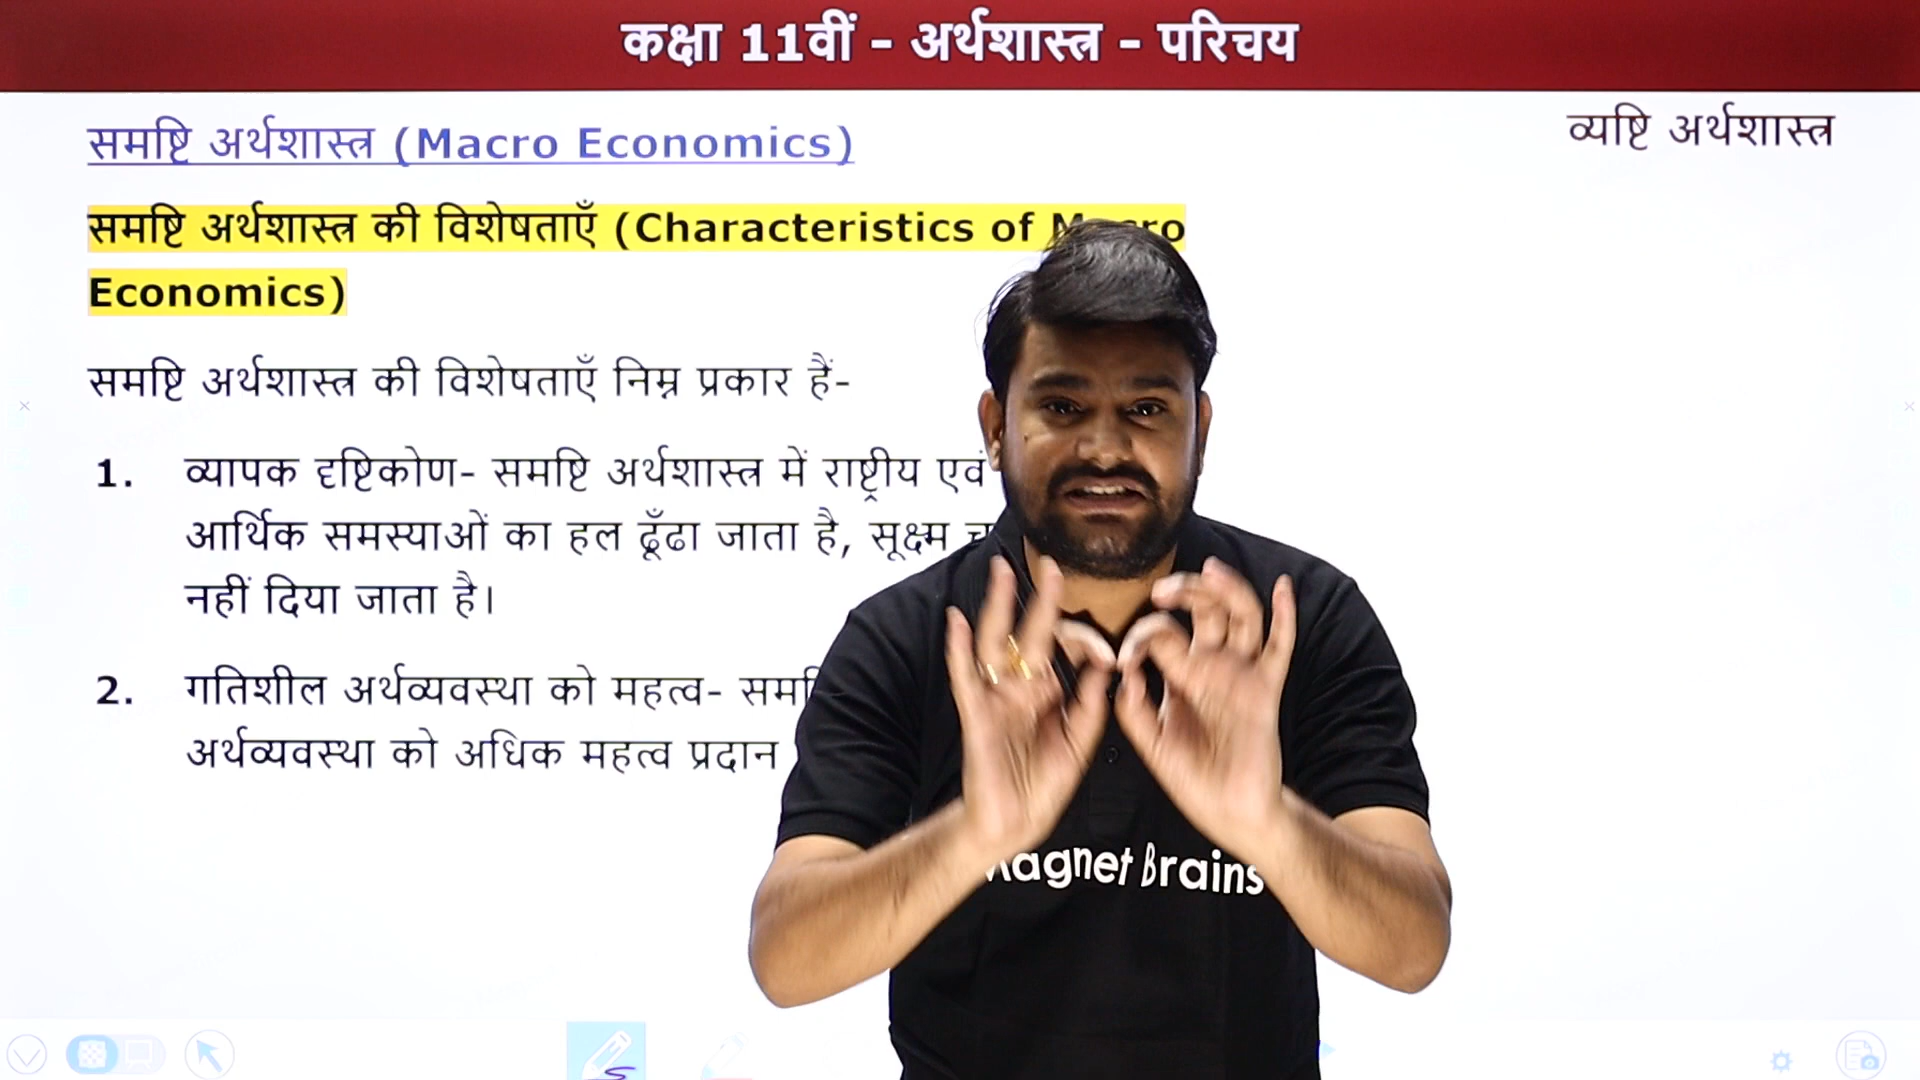 कक्षा 11वीं - अर्थशास्त्र - परिचय
समष्टि अर्थशास्त्र (Macro Economics)
व्यष्टि अर्थशास्त्र
समष्टि अर्थशास्त्र की विशेषताएँ (Characteristics of
Economics)
समष्टि अर्थशास्त्र की विशेषताएँ निम्न प्रकार हैं-
1. व्यापक दृष्टिकोण- समष्टि अर्थशास्त्र में राष्ट्रीय एवं
आर्थिक समस्याओं का हल ढूँढा जाता है, सूक्ष्म
नहीं दिया जाता है।
2. गतिशील अर्थव्यवस्था को महत्व-
अर्थव्यवस्था को अधिक महत्व प्रदान
Magnet Brains